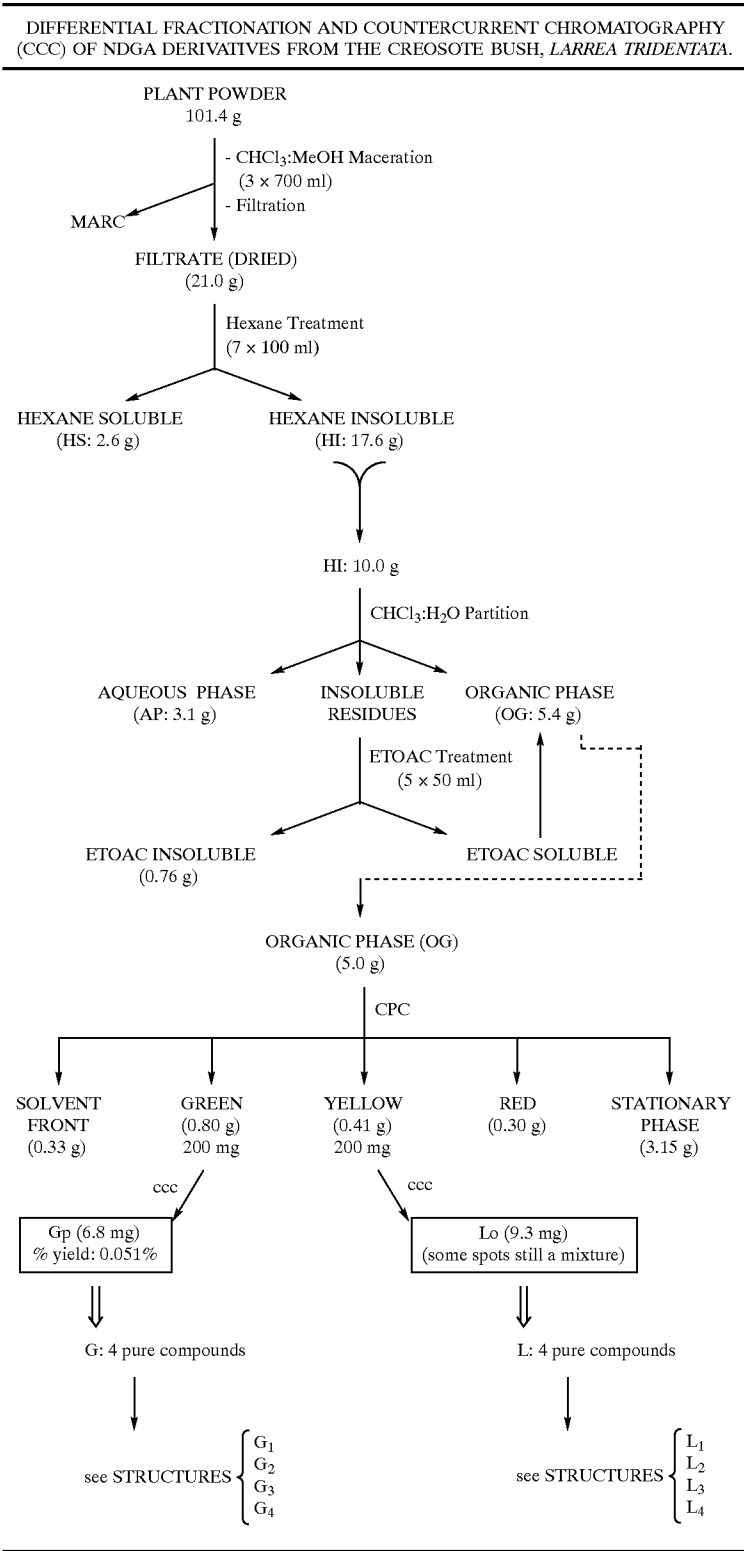 DIFFERENTIAL FRACTIONATION AND COUNTERCURRENT CHROMATOGRAPHY
(CCC) OF NDGA DERIVATIVES FROM THE CREOSOTE BUSH, LARREA TRIDENTATA.
PLANT POWDER
101.4 g
- CHCl₃:MeOH Maceration
(3 × 700 ml)
- Filtration
MARC
FILTRATE (DRIED)
(21.0 g)
Hexane Treatment
(7 × 100 ml)
HEXANE SOLUBLE
(HS: 2.6 g)
HEXANE INSOLUBLE
(HI: 17.6 g)
HI: 10.0 g
CHCl₃:H₂O Partition
AQUEOUS PHASE
(AP: 3.1 g)
INSOLUBLE
RESIDUES
ORGANIC PHASE
(OG: 5.4 g)
ETOAC Treatment
(5 × 50 ml)
ETOAC INSOLUBLE
(0.76 g)
ETOAC SOLUBLE
ORGANIC PHASE (OG)
(5.0 g)
CPC
SOLVENT
FRONT
(0.33 g)
GREEN
(0.80 g)
200 mg
YELLOW
(0.41 g)
200 mg
RED
(0.30 g)
STATIONARY
PHASE
(3.15 g)
ccc
ccc
Gp (6.8 mg)
% yield: 0.051%
Lo (9.3 mg)
(some spots still a mixture)
G: 4 pure compounds
L: 4 pure compounds
see STRUCTURES
G₁
G₂
G₃
G₄
see STRUCTURES
L₁
L₂
L₃
L₄